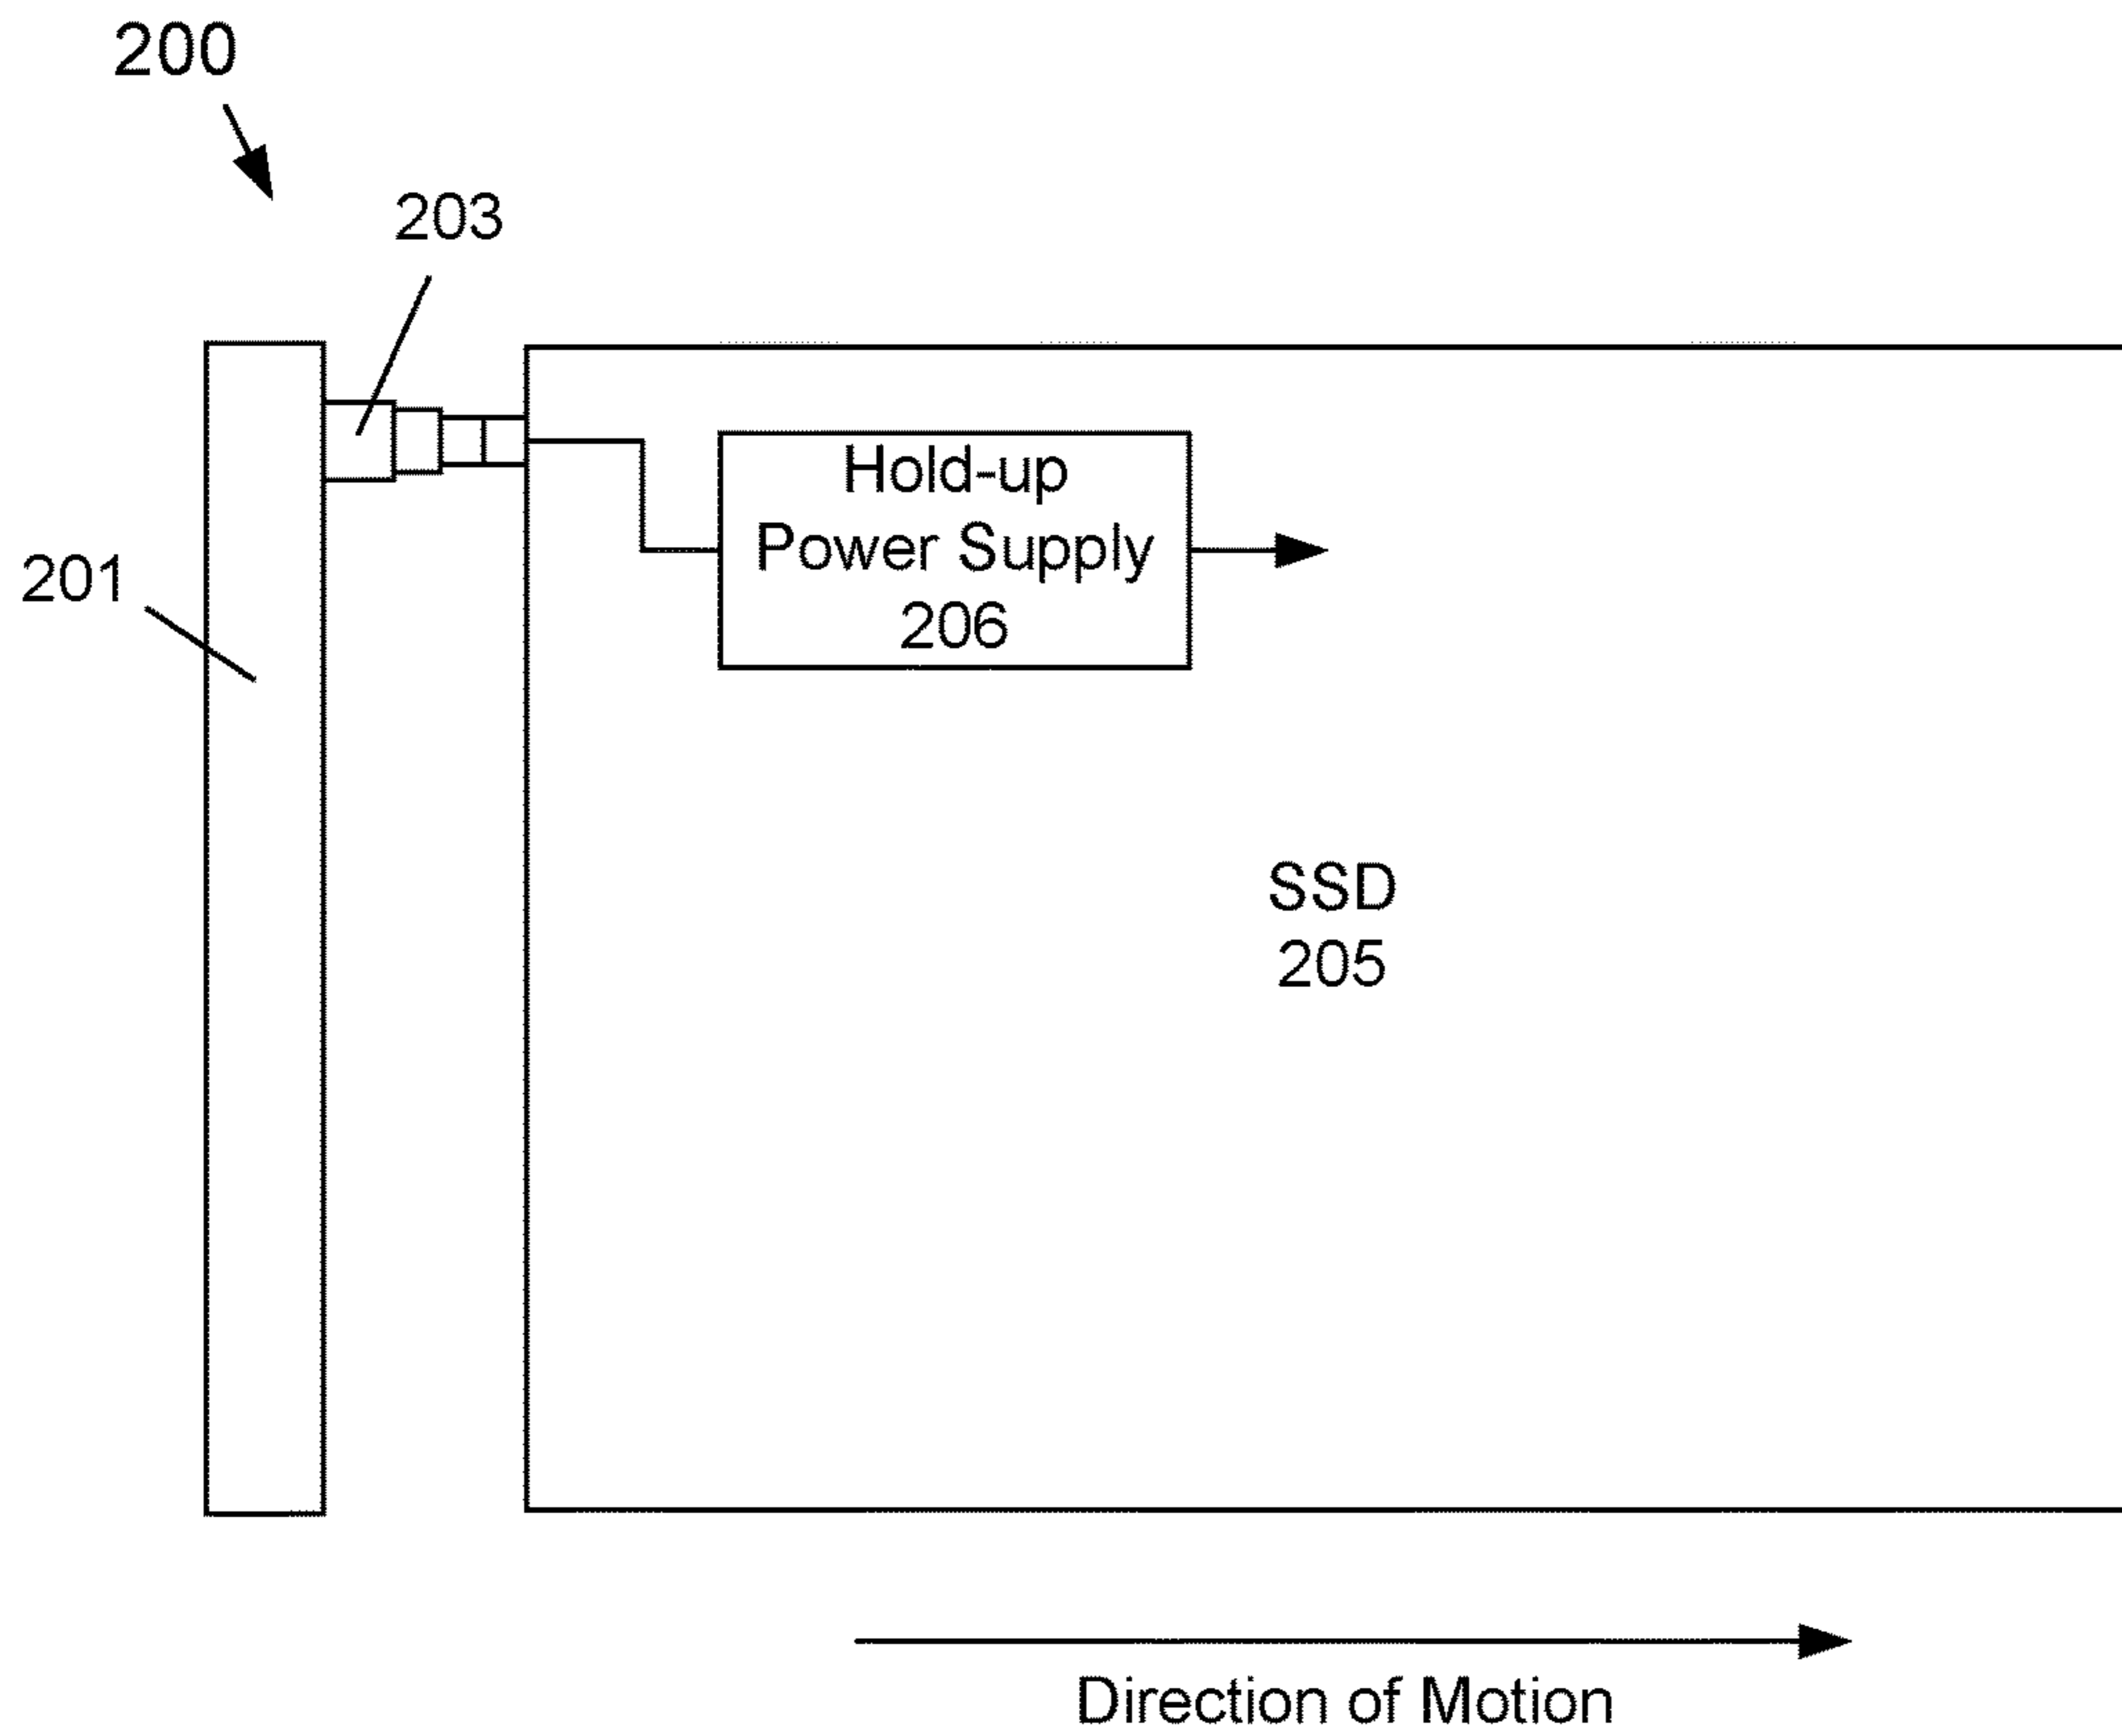 200
203
201
Hold-up
Power Supply
206
SSD
205
Direction of Motion